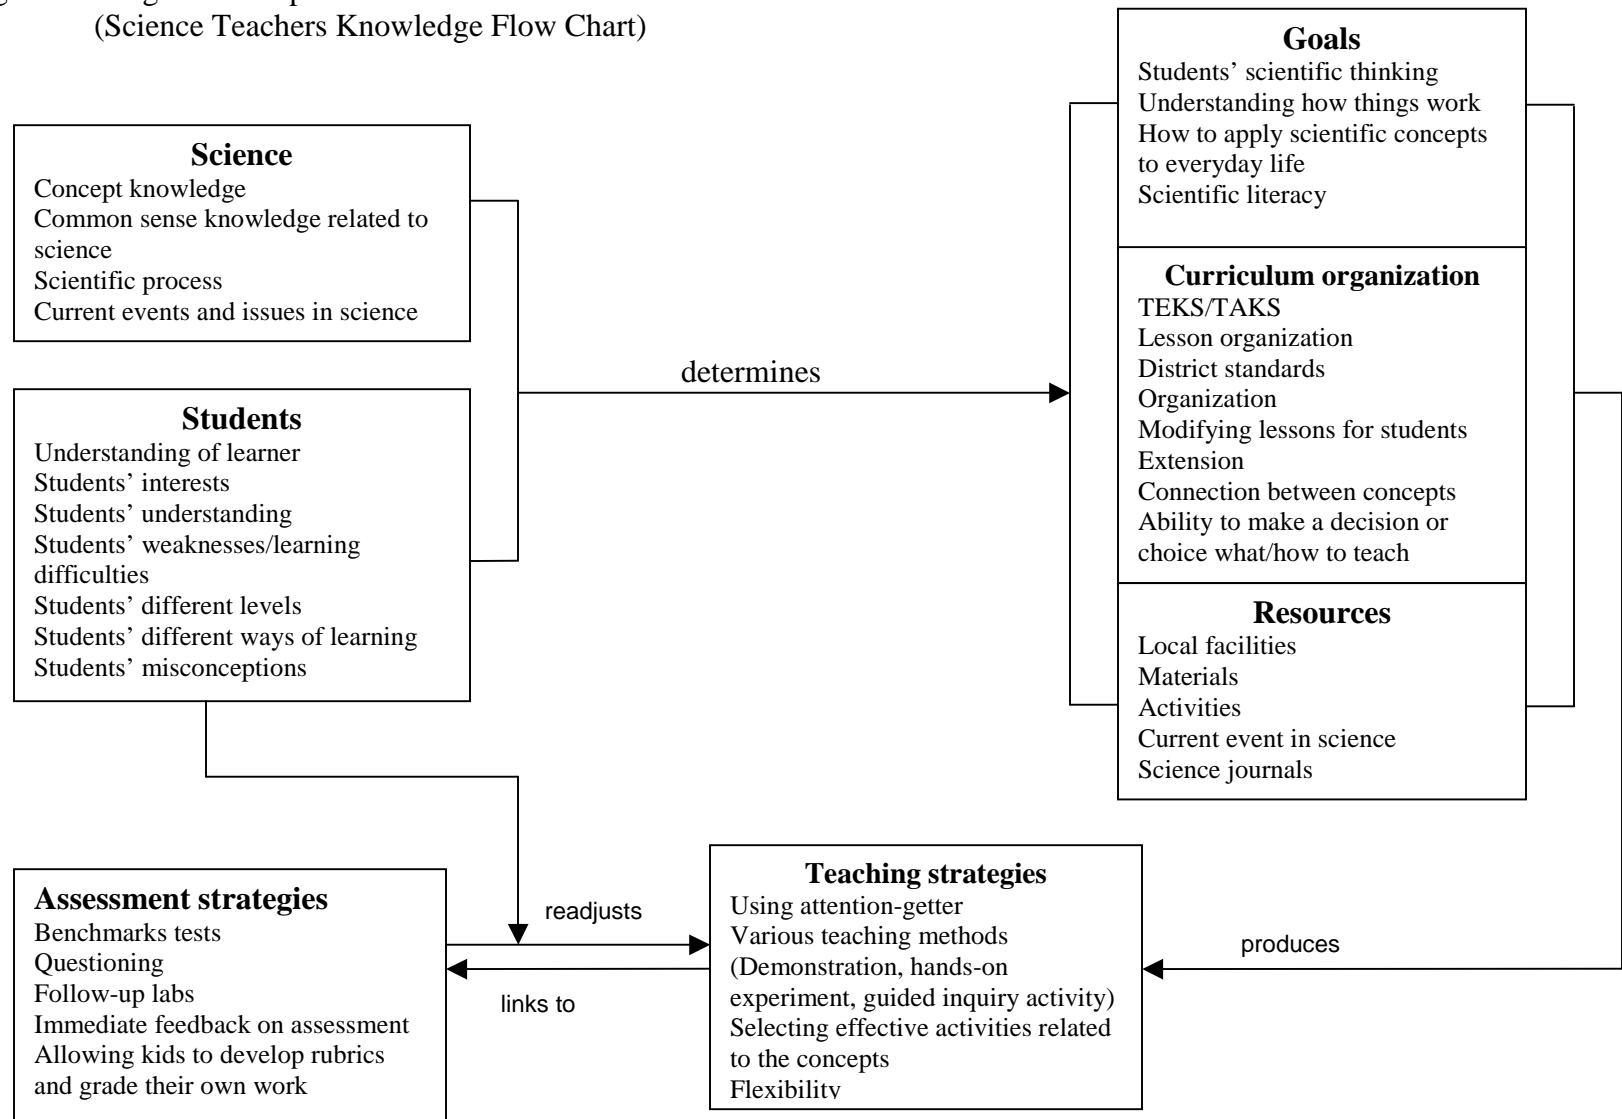 (Science Teachers Knowledge Flow Chart)
Science
Concept knowledge
Common sense knowledge related to
science
Scientific process
Current events and issues in science
Students
Understanding of learner
Students’ interests
Students’ understanding
Students’ weaknesses/learning
difficulties
Students’ different levels
Students’ different ways of learning
Students’ misconceptions
determines
Goals
Students’ scientific thinking
Understanding how things work
How to apply scientific concepts
to everyday life
Scientific literacy
Curriculum organization
TEKS/TAKS
Lesson organization
District standards
Organization
Modifying lessons for students
Extension
Connection between concepts
Ability to make a decision or
choice what/how to teach
Resources
Local facilities
Materials
Activities
Current event in science
Science journals
Assessment strategies
Benchmarks tests
Questioning
Follow-up labs
Immediate feedback on assessment
Allowing kids to develop rubrics
and grade their own work
readjusts
links to
Teaching strategies
Using attention-getter
Various teaching methods
(Demonstration, hands-on
experiment, guided inquiry activity)
Selecting effective activities related
to the concepts
Flexibility
produces